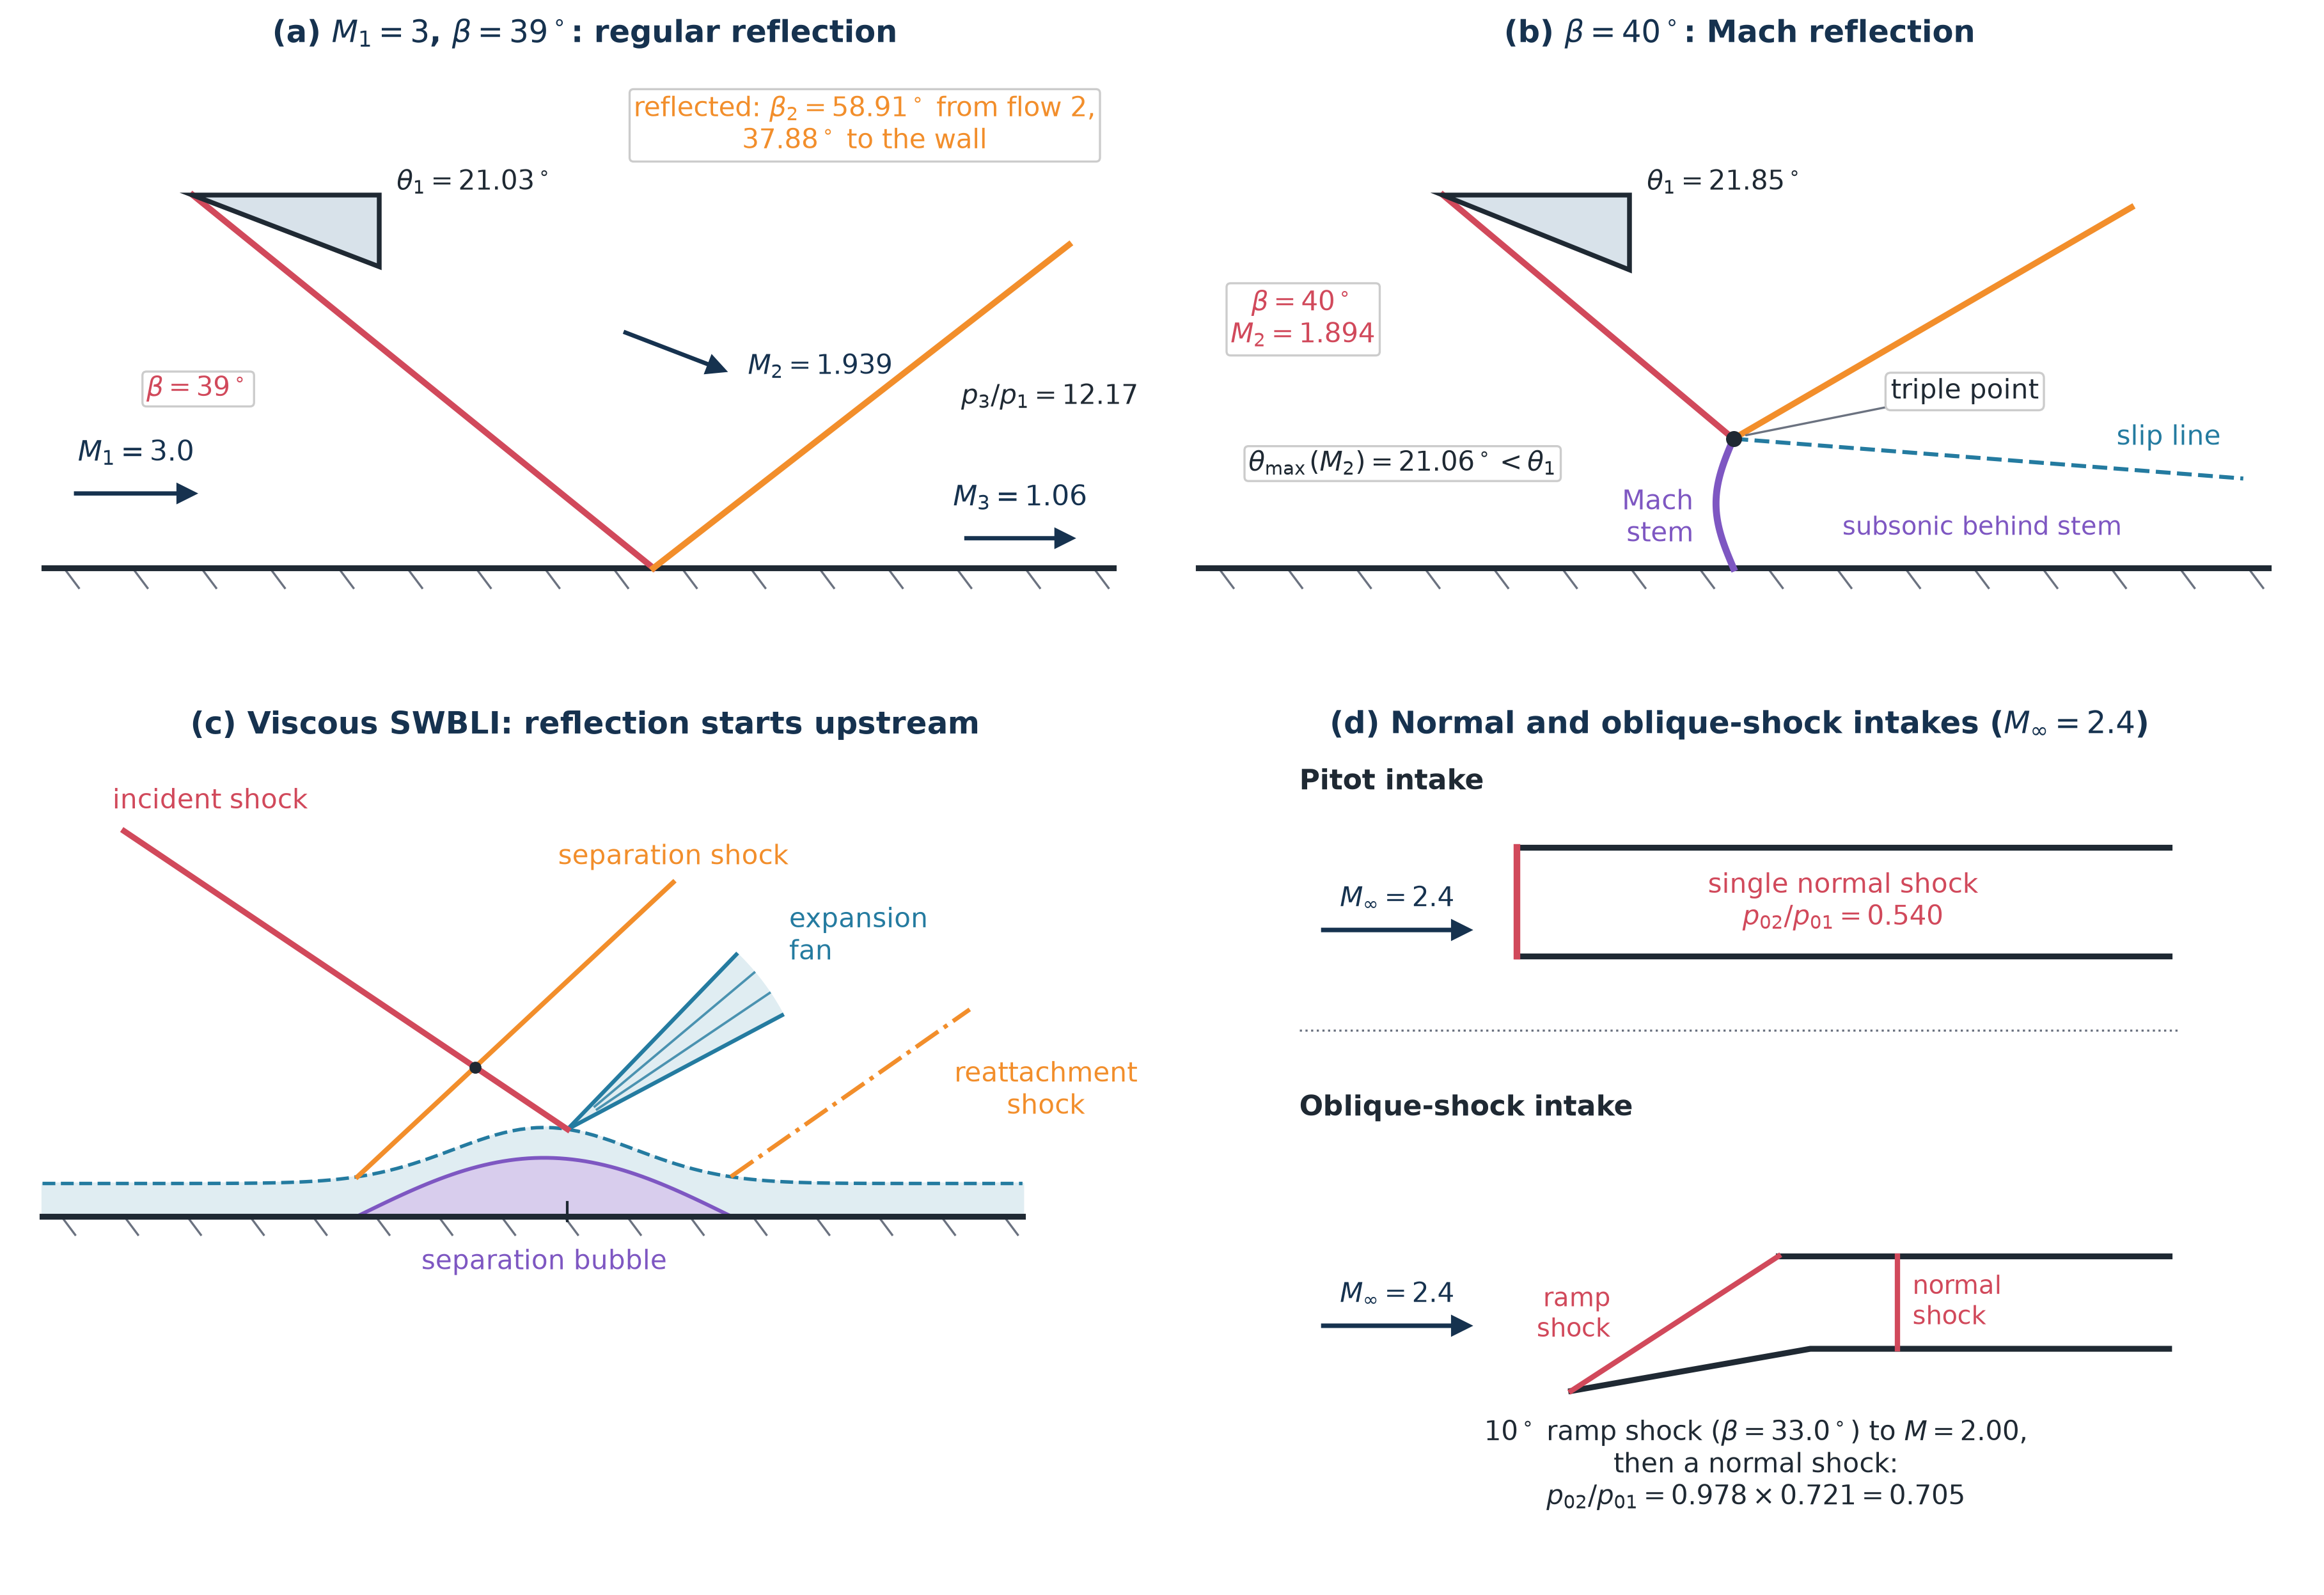 (a) M₁ = 3, β = 39°: regular reflection
reflected: β₂ = 58.91° from flow 2,
37.88° to the wall
θ₁ = 21.03°
M₂ = 1.939
β = 39°
p₃/p₁ = 12.17
M₁ = 3.0
M₃ = 1.06
(b) β = 40°: Mach reflection
θ₁ = 21.85°
β = 40°
M₂ = 1.894
triple point
slip line
θmax(M₂) = 21.06° < θ₁
Mach
stem
subsonic behind stem
(c) Viscous SWBLI: reflection starts upstream
incident shock
separation shock
expansion
fan
reattachment
shock
separation bubble
(d) Normal and oblique-shock intakes (M∞ = 2.4)
Pitot intake
M∞ = 2.4
single normal shock
p₀₂/p₀₁ = 0.540
Oblique-shock intake
M∞ = 2.4
ramp
shock
normal
shock
10° ramp shock (β = 33.0°) to M = 2.00,
then a normal shock:
p₀₂/p₀₁ = 0.978 × 0.721 = 0.705